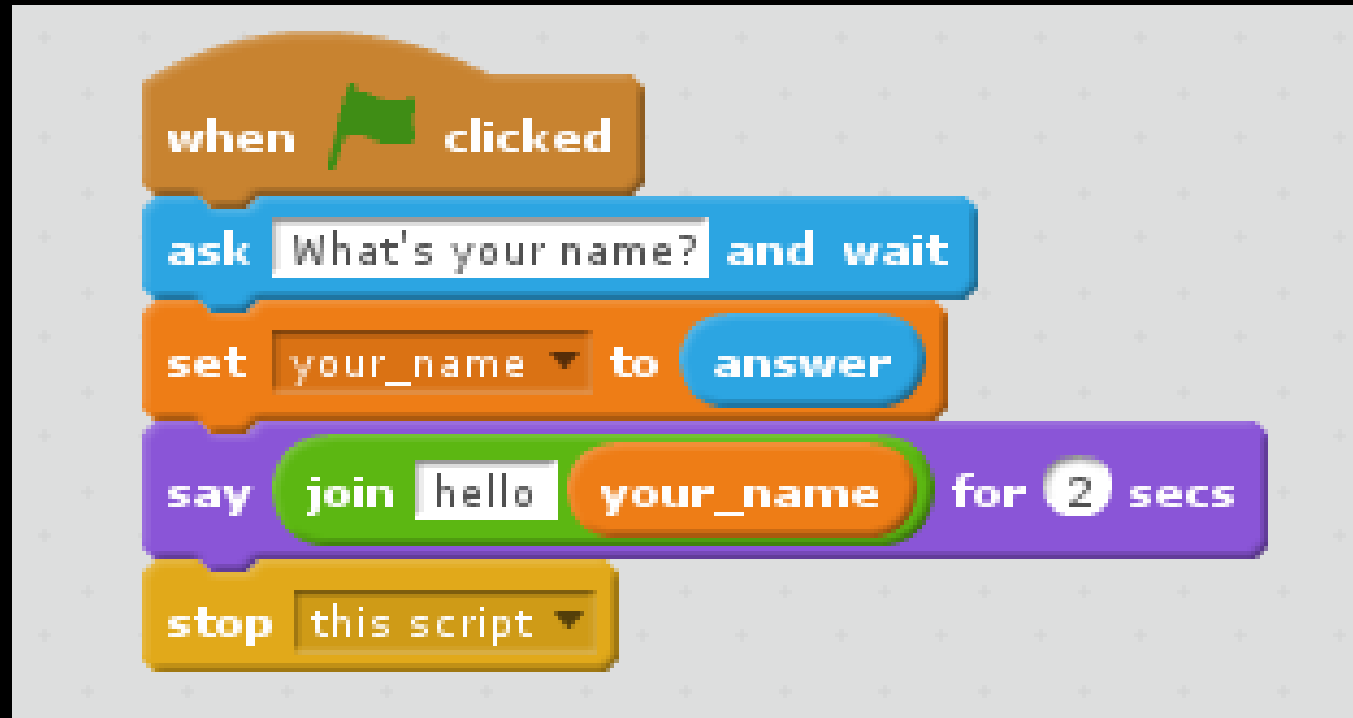 when clicked
ask What's your name? and wait
set your_name to answer
say join hello your_name for 2 secs
stop this script